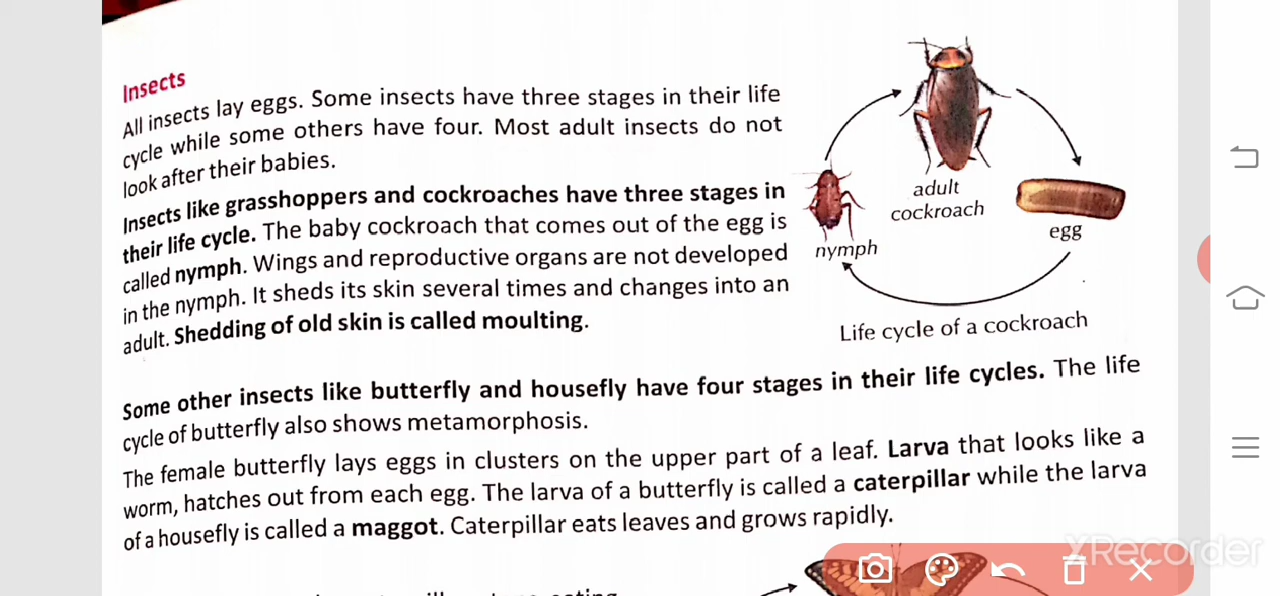 Insects
All insects lay eggs. Some insects have three stages in their life
cycle while some others have four. Most adult insects do not
look after their babies.
Insects like grasshoppers and cockroaches have three stages in
their life cycle. The baby cockroach that comes out of the egg is
called nymph. Wings and reproductive organs are not developed
in the nymph. It sheds its skin several times and changes into an
adult. Shedding of old skin is called moulting.
adult
cockroach
egg
nymph
Life cycle of a cockroach
Some other insects like butterfly and housefly have four stages in their life cycles. The life
cycle of butterfly also shows metamorphosis.
The female butterfly lays eggs in clusters on the upper part of a leaf. Larva that looks like a
worm, hatches out from each egg. The larva of a butterfly is called a caterpillar while the larva
of a housefly is called a maggot. Caterpillar eats leaves and grows rapidly.
XRecorder